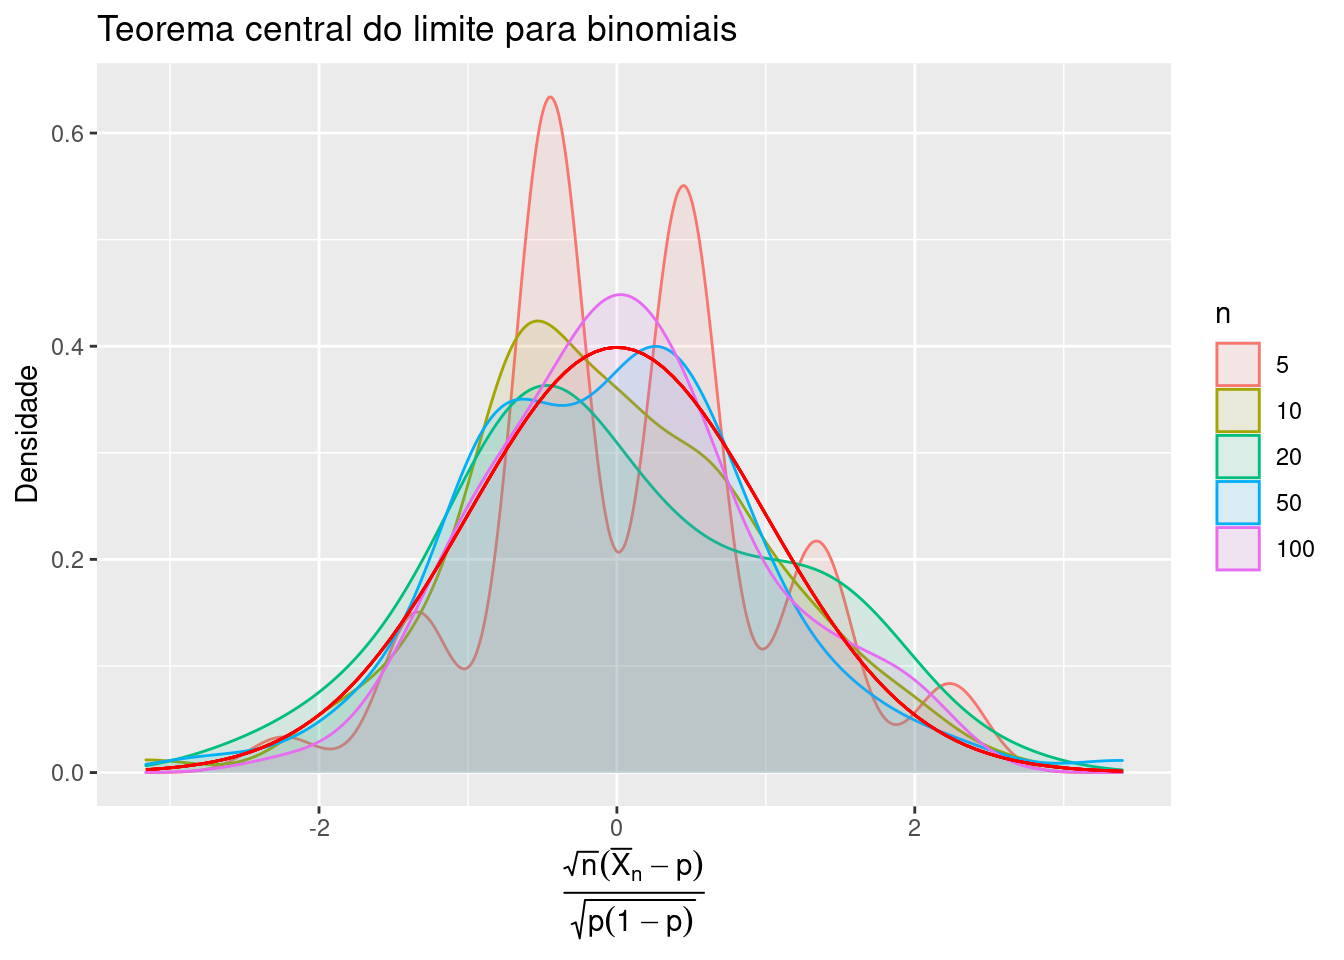 Teorema central do limite para binomiais
Densidade
0.6
0.4
0.2
0.0
-2 0 2
√n(X̅n − p)
√p(1 − p)
n
5
10
20
50
100